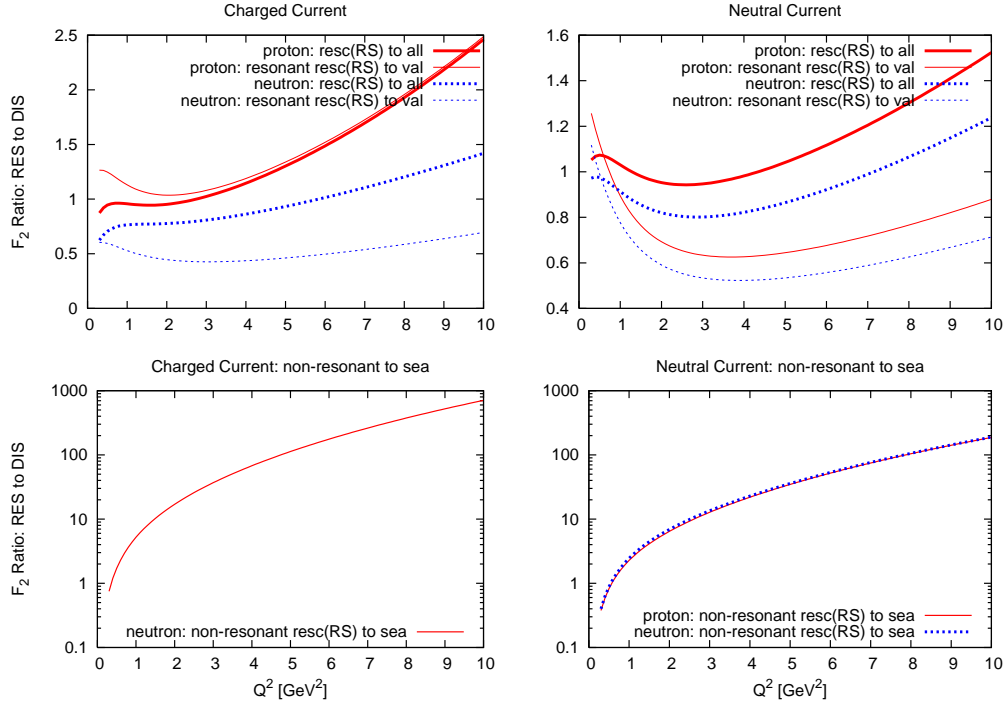 Charged Current
F2 Ratio: RES to DIS
2.5
2
1.5
1
0.5
0
proton: resc(RS) to all
proton: resonant resc(RS) to val
neutron: resc(RS) to all
neutron: resonant resc(RS) to val
0 1 2 3 4 5 6 7 8 9 10
Neutral Current
1.6
1.4
1.2
1
0.8
0.6
0.4
proton: resc(RS) to all
proton: resonant resc(RS) to val
neutron: resc(RS) to all
neutron: resonant resc(RS) to val
0 1 2 3 4 5 6 7 8 9 10
Charged Current: non-resonant to sea
F2 Ratio: RES to DIS
1000
100
10
1
0.1
neutron: non-resonant resc(RS) to sea
0 1 2 3 4 5 6 7 8 9 10
Q2 [GeV2]
Neutral Current: non-resonant to sea
1000
100
10
1
0.1
proton: non-resonant resc(RS) to sea
neutron: non-resonant resc(RS) to sea
0 1 2 3 4 5 6 7 8 9 10
Q2 [GeV2]